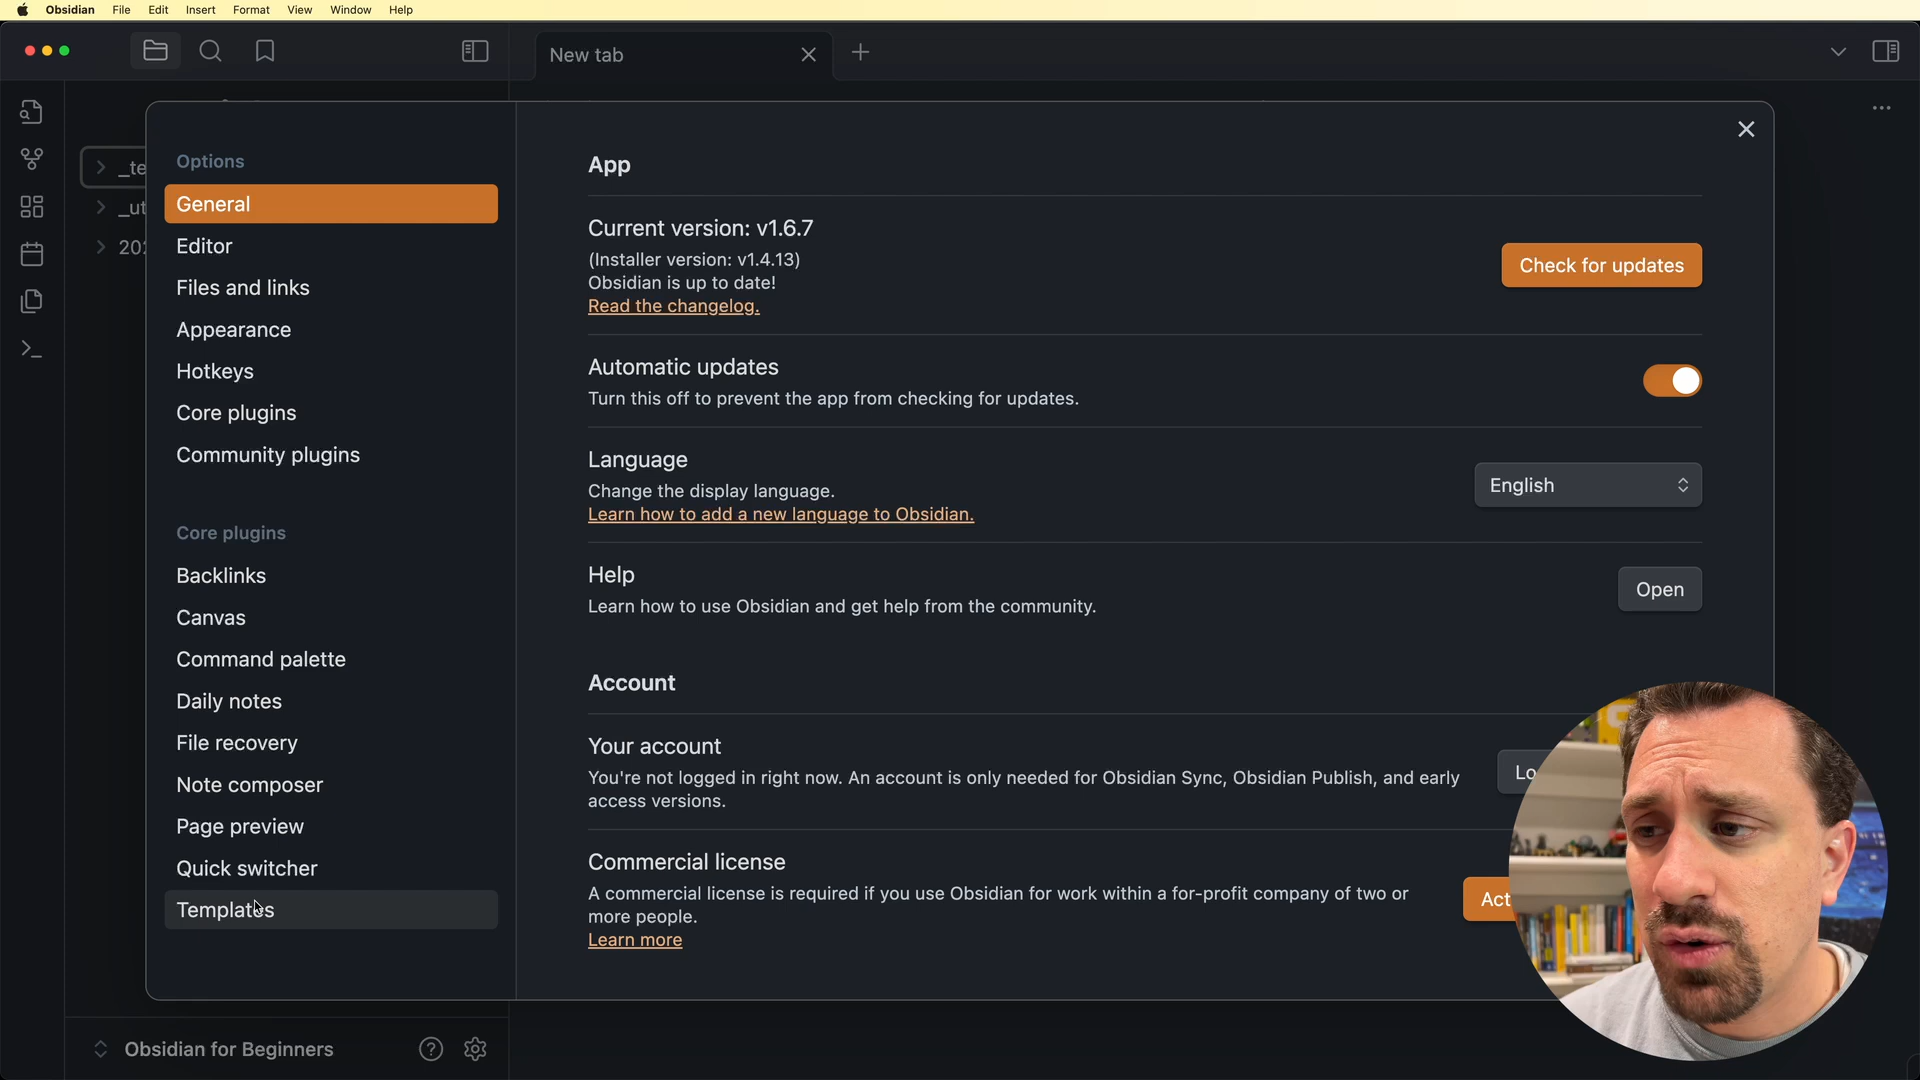 Obsidian File Edit Insert Format View Window Help
New tab
_te
_ut
202
Options
General
Editor
Files and links
Appearance
Hotkeys
Core plugins
Community plugins
Core plugins
Backlinks
Canvas
Command palette
Daily notes
File recovery
Note composer
Page preview
Quick switcher
Templates
App
Current version: v1.6.7
(Installer version: v1.4.13)
Obsidian is up to date!
Read the changelog.
Check for updates
Automatic updates
Turn this off to prevent the app from checking for updates.
Language
Change the display language.
Learn how to add a new language to Obsidian.
English
Help
Learn how to use Obsidian and get help from the community.
Open
Account
Your account
You're not logged in right now. An account is only needed for Obsidian Sync, Obsidian Publish, and early
access versions.
Lo
Commercial license
A commercial license is required if you use Obsidian for work within a for-profit company of two or
more people.
Learn more
Act
Obsidian for Beginners